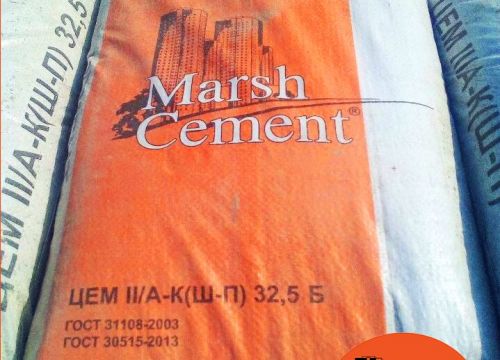 Marsh
Cement®
ЦЕМ II/А-К(Ш-П) 32,5 Б
ГОСТ 31108-2003
ГОСТ 30515-2013
ЦЕМ II/А-К(Ш-П) 32,5
ЦЕМ II/А-К(Ш-П)